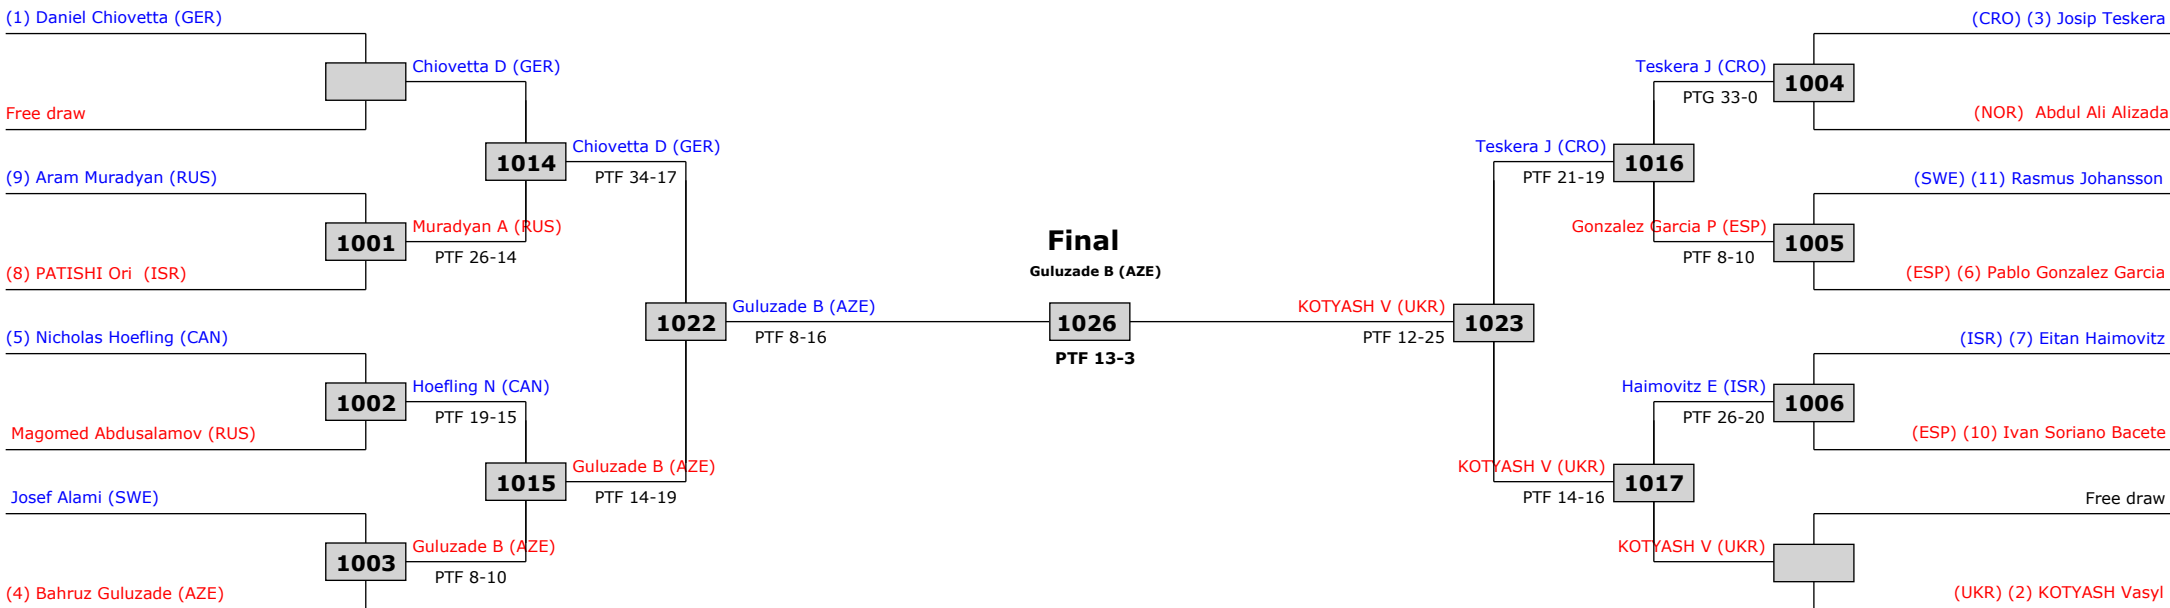 (1) Daniel Chiovetta (GER)
Chiovetta D (GER)
Free draw
1014
Chiovetta D (GER)
PTF 34-17
(9) Aram Muradyan (RUS)
1001
Muradyan A (RUS)
PTF 26-14
(8) PATISHI Ori (ISR)
1022
Guluzade B (AZE)
PTF 8-16
(5) Nicholas Hoefling (CAN)
1002
Hoefling N (CAN)
PTF 19-15
Magomed Abdusalamov (RUS)
1015
Guluzade B (AZE)
PTF 14-19
Josef Alami (SWE)
1003
Guluzade B (AZE)
PTF 8-10
(4) Bahruz Guluzade (AZE)
Final
Guluzade B (AZE)
1026
PTF 13-3
(CRO) (3) Josip Teskera
Teskera J (CRO)
PTG 33-0
1004
(NOR) Abdul Ali Alizada
Teskera J (CRO)
PTF 21-19
1016
(SWE) (11) Rasmus Johansson
Gonzalez Garcia P (ESP)
PTF 8-10
1005
(ESP) (6) Pablo Gonzalez Garcia
KOTYASH V (UKR)
PTF 12-25
1023
(ISR) (7) Eitan Haimovitz
Haimovitz E (ISR)
PTF 26-20
1006
(ESP) (10) Ivan Soriano Bacete
KOTYASH V (UKR)
PTF 14-16
1017
Free draw
KOTYASH V (UKR)
(UKR) (2) KOTYASH Vasyl